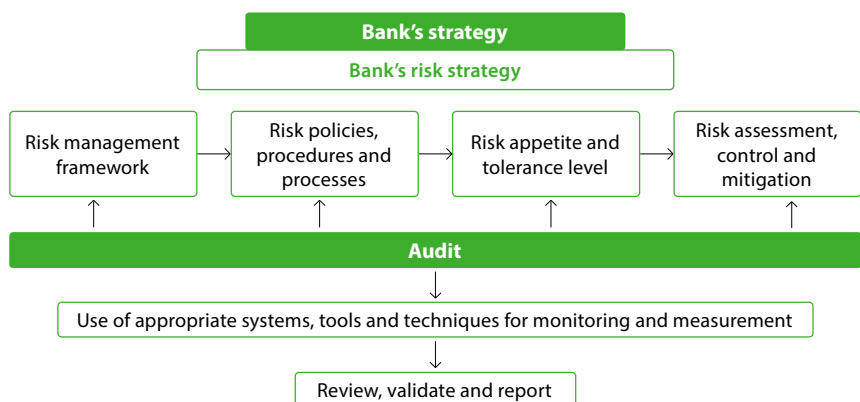 Bank's strategy
Bank's risk strategy
Risk management
framework
Risk policies,
procedures and
processes
Risk appetite and
tolerance level
Risk assessment,
control and
mitigation
Audit
Use of appropriate systems, tools and techniques for monitoring and measurement
Review, validate and report